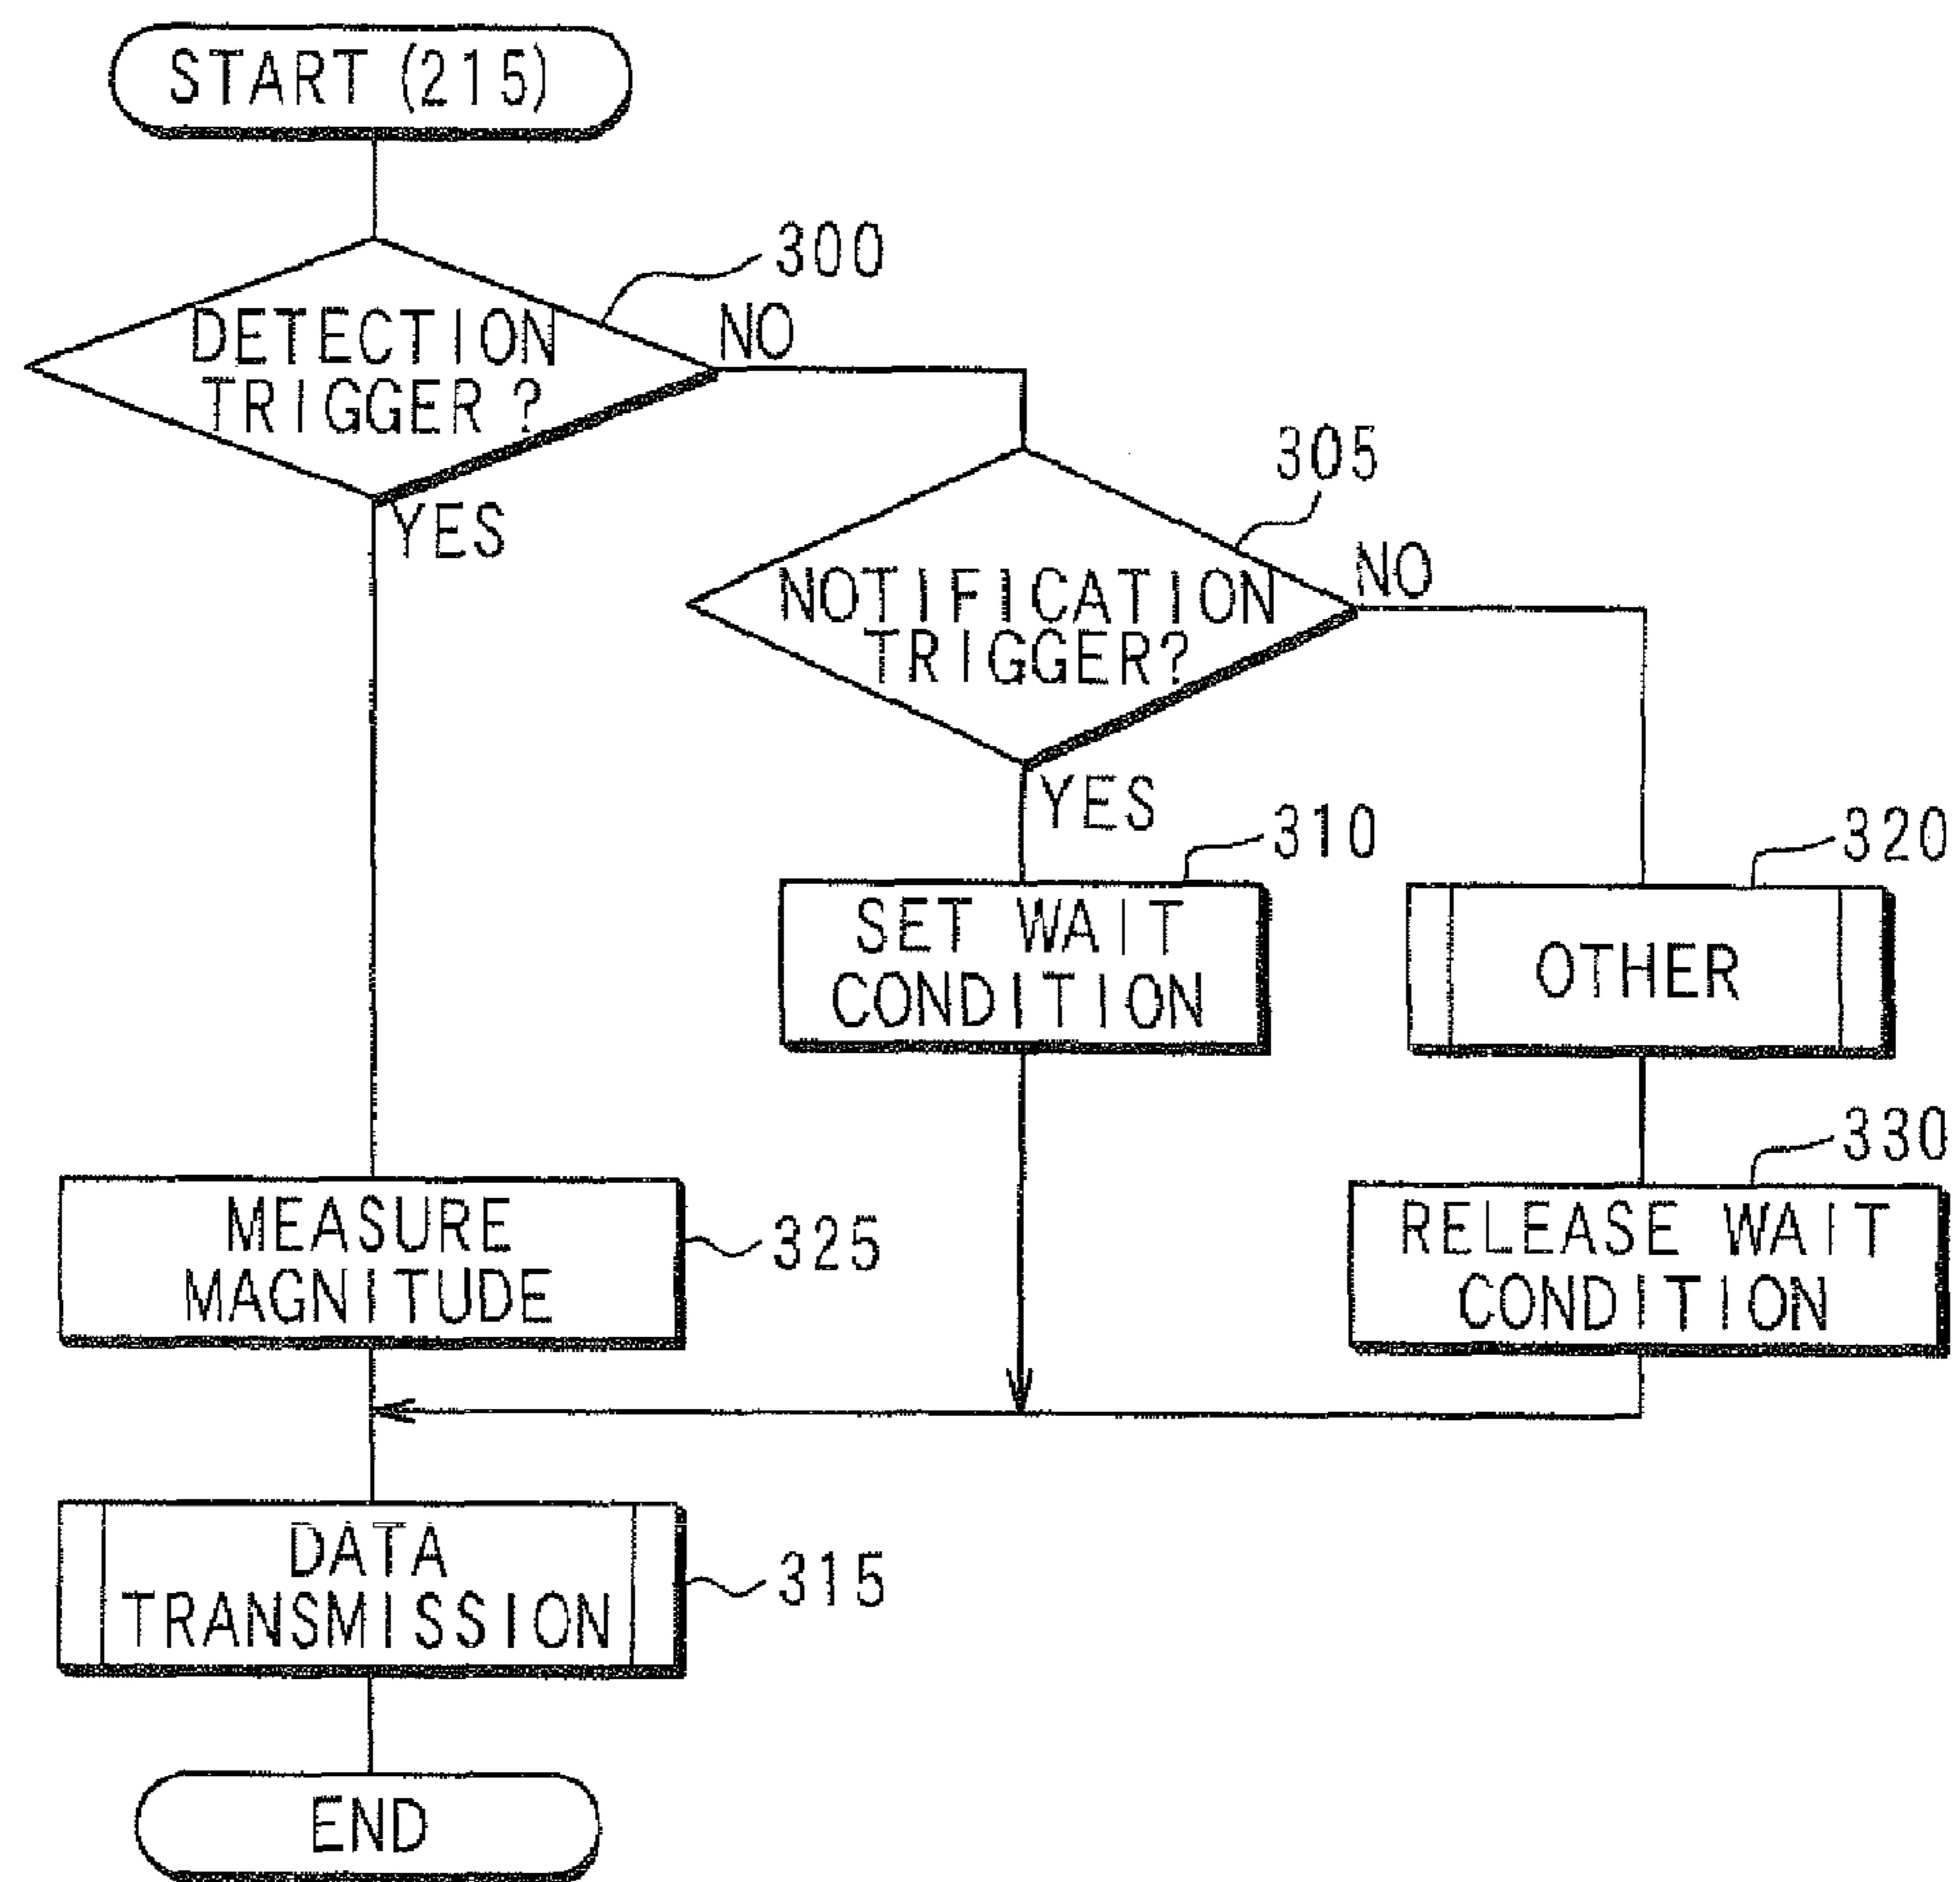 START (215)
300
DETECTION
TRIGGER?
NO
YES
305
NOTIFICATION
TRIGGER?
NO
YES
310
SET WAIT
CONDITION
320
OTHER
330
RELEASE WAIT
CONDITION
MEASURE
MAGNITUDE
325
DATA
TRANSMISSION
315
END